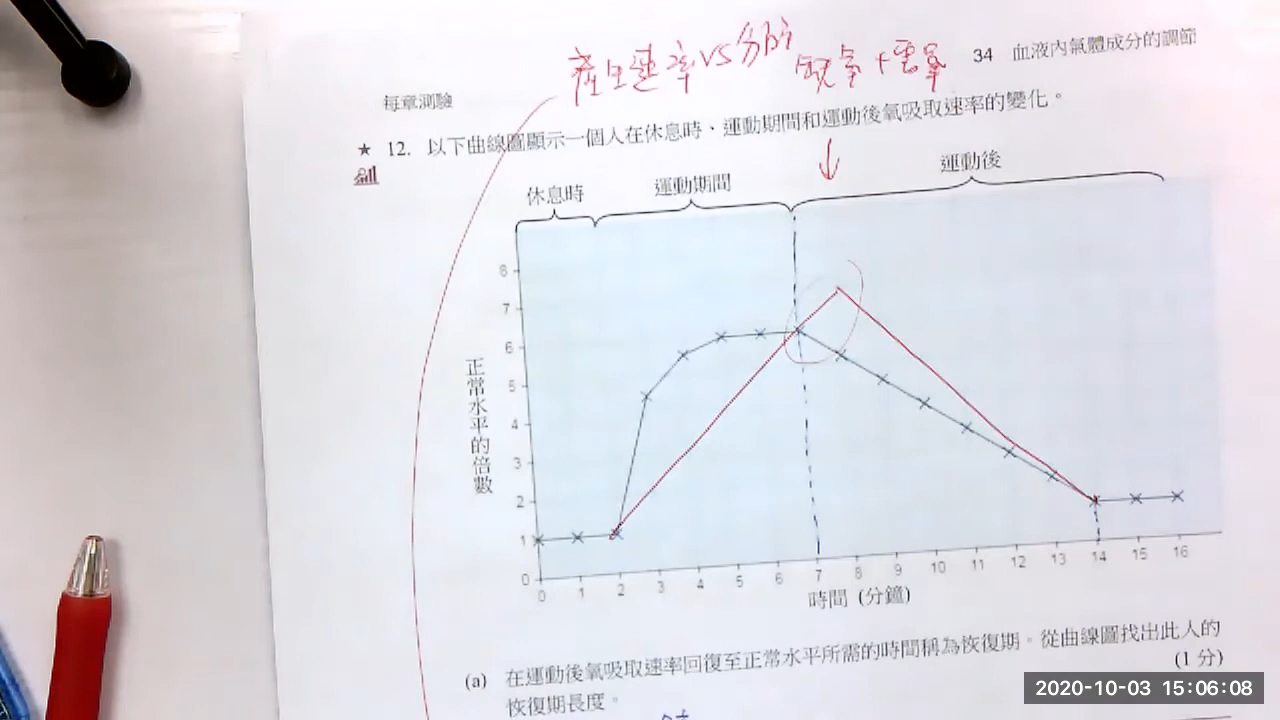 產生速率 VS 分解
缺氧 + 需氧
34 血液內氣體成分的調節
每章測驗
★ 12. 以下曲線圖顯示一個人在休息時、運動期間和運動後氧吸取速率的變化。
休息時 運動期間 運動後
正常水平的倍數
8
7
6
5
4
3
2
1
0
0 1 2 3 4 5 6 7 8 9 10 11 12 13 14 15 16
時間 (分鐘)
(a) 在運動後氧吸取速率回復至正常水平所需的時間稱為恢復期。從曲線圖找出此人的
恢復期長度。
(1 分)
2020-10-03 15:06:08